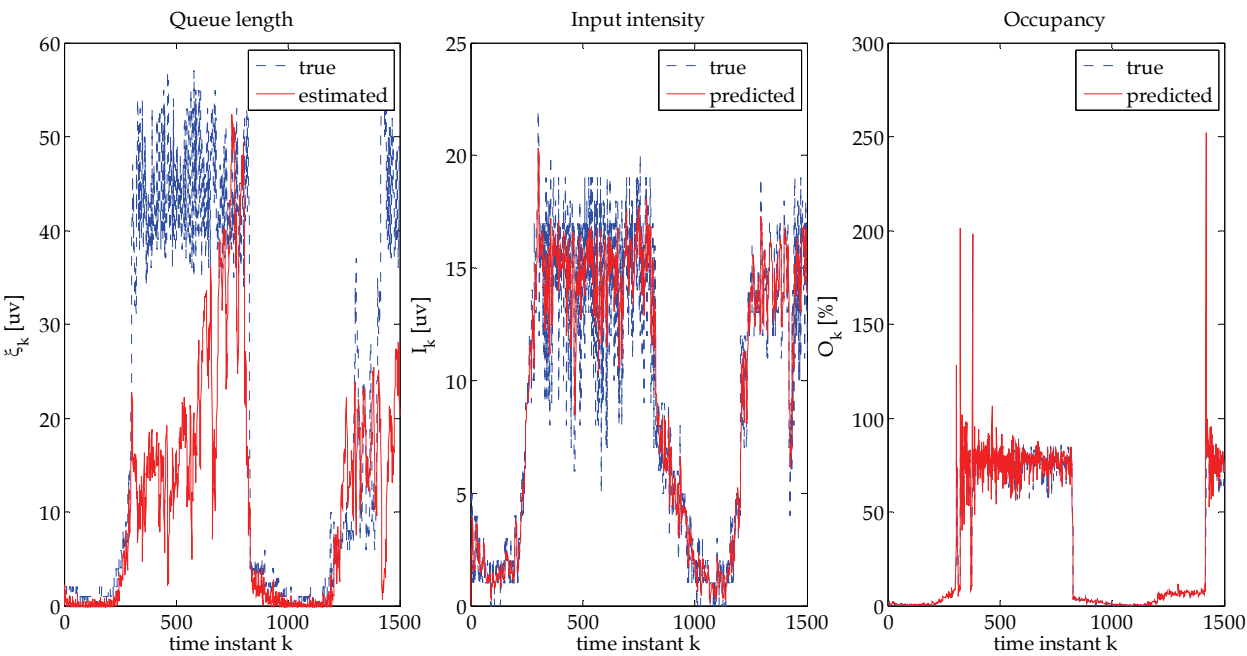 Queue length
60
50
40
30
20
10
0
ξk [uv]
true
estimated
0 500 1000 1500
time instant k
Input intensity
25
20
15
10
5
0
Ik [uv]
true
predicted
0 500 1000 1500
time instant k
Occupancy
300
250
200
150
100
50
0
Ok [%]
true
predicted
0 500 1000 1500
time instant k